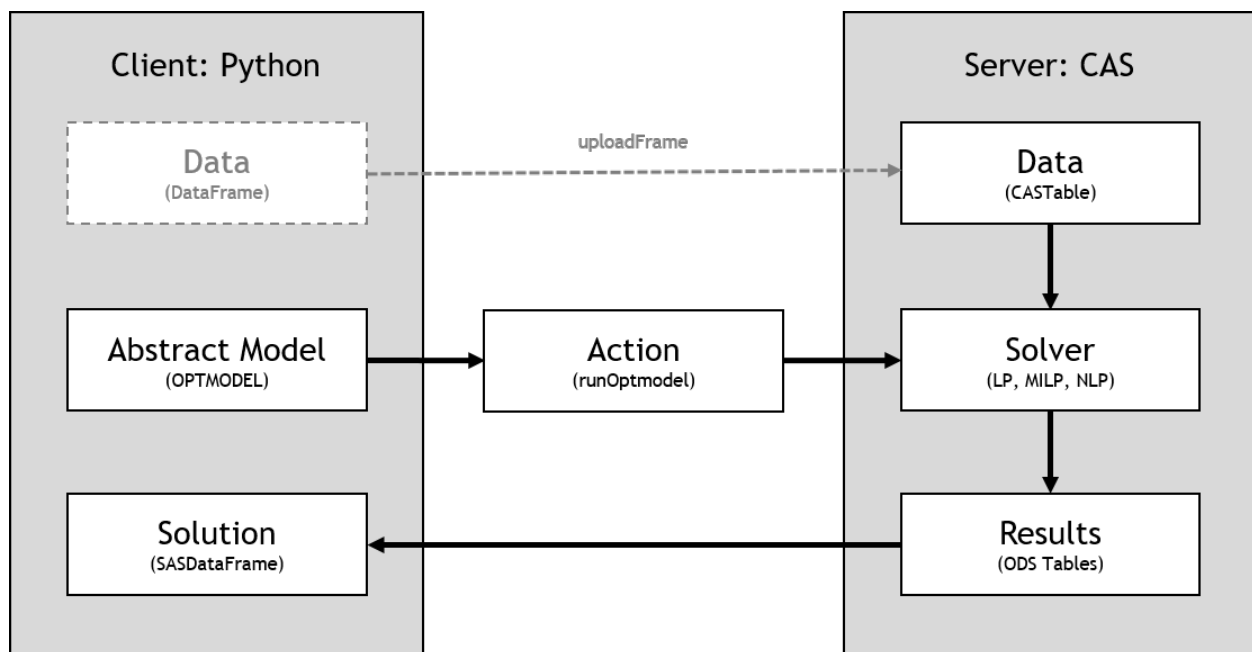 Client: Python
Server: CAS
Data
(DataFrame)
uploadFrame
Data
(CASTable)
Abstract Model
(OPTMODEL)
Action
(runOptmodel)
Solver
(LP, MILP, NLP)
Solution
(SASDataFrame)
Results
(ODS Tables)